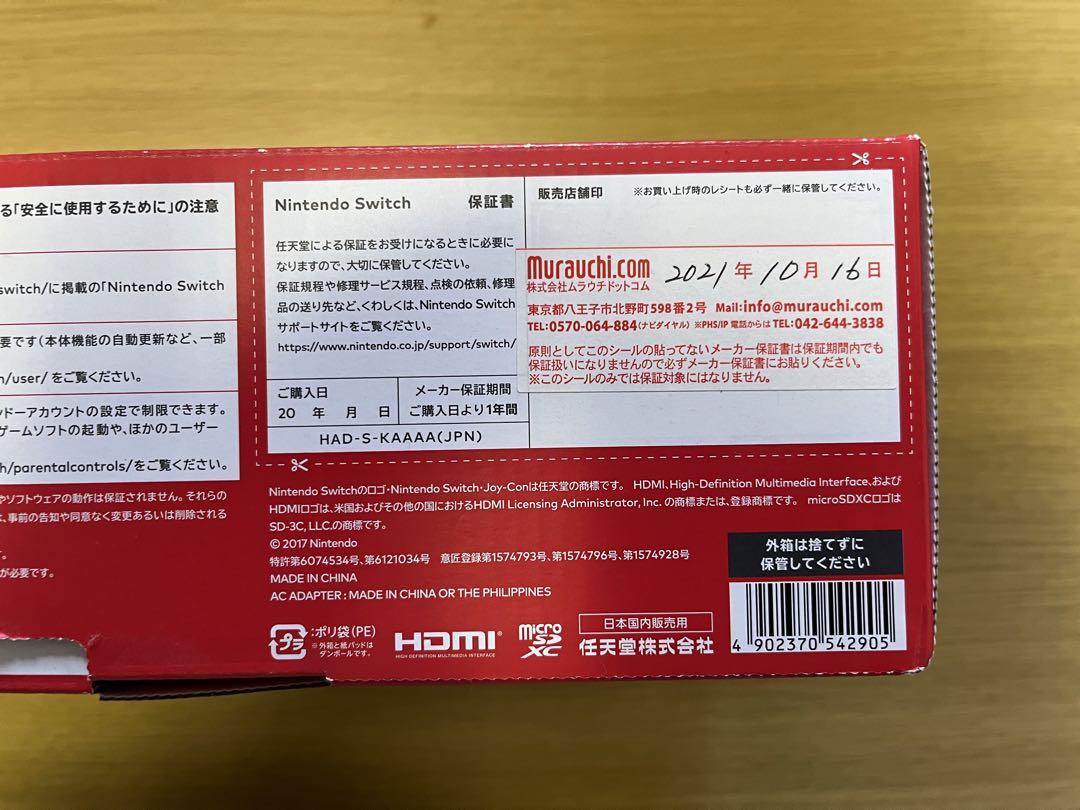 る「安全に使用するために」の注意
switch/に掲載の「Nintendo Switch
要です(本体機能の自動更新など、一部
n/user/ をご覧ください。
ドーアカウントの設定で制限できます。
ゲームソフトの起動や、ほかのユーザー
h/parentalcontrols/をご覧ください。
やソフトウェアの動作は保証されません。それらの
は、事前の告知や同意なく変更あるいは削除される
す。
が必要です。
Nintendo Switch 保証書
任天堂による保証をお受けになるときに必要に
なりますので、大切に保管してください。
保証規程や修理サービス規程、点検の依頼、修理
品の送り先など、くわしくは、Nintendo Switch
サポートサイトをご覧ください。
https://www.nintendo.co.jp/support/switch/
ご購入日
20 年 月 日
メーカー保証期間
ご購入日より1年間
HAD-S-KAAAA(JPN)
販売店舗印 ※お買い上げ時のレシートも必ず一緒に保管してください。
Murauchi.com 2021年10月16日
株式会社ムラウチドットコム
東京都八王子市北野町598番2号 Mail:info@murauchi.com
TEL:0570-064-884(ナビダイヤル) ※PHS/IP 電話からは TEL:042-644-3838
原則としてこのシールの貼ってないメーカー保証書は保証期間内でも
保証扱いになりませんので必ずメーカー保証書にお貼りください。
※このシールのみでは保証対象にはなりません。
Nintendo Switchのロゴ・Nintendo Switch・Joy-Conは任天堂の商標です。 HDMI、High-Definition Multimedia Interface、および
HDMIロゴは、米国およびその他の国におけるHDMI Licensing Administrator, Inc. の商標または、登録商標です。 microSDXCロゴは
SD-3C, LLC.の商標です。
© 2017 Nintendo
特許第6074534号、第6121034号 意匠登録第1574793号、第1574796号、第1574928号
MADE IN CHINA
AC ADAPTER : MADE IN CHINA OR THE PHILIPPINES
外箱は捨てずに
保管してください
プラ :ポリ袋(PE)
※外箱と紙パッドは
ダンボールです。
HDMI®
HIGH-DEFINITION MULTIMEDIA INTERFACE
micro SD XC
日本国内販売用
任天堂株式会社
4 902370 542905